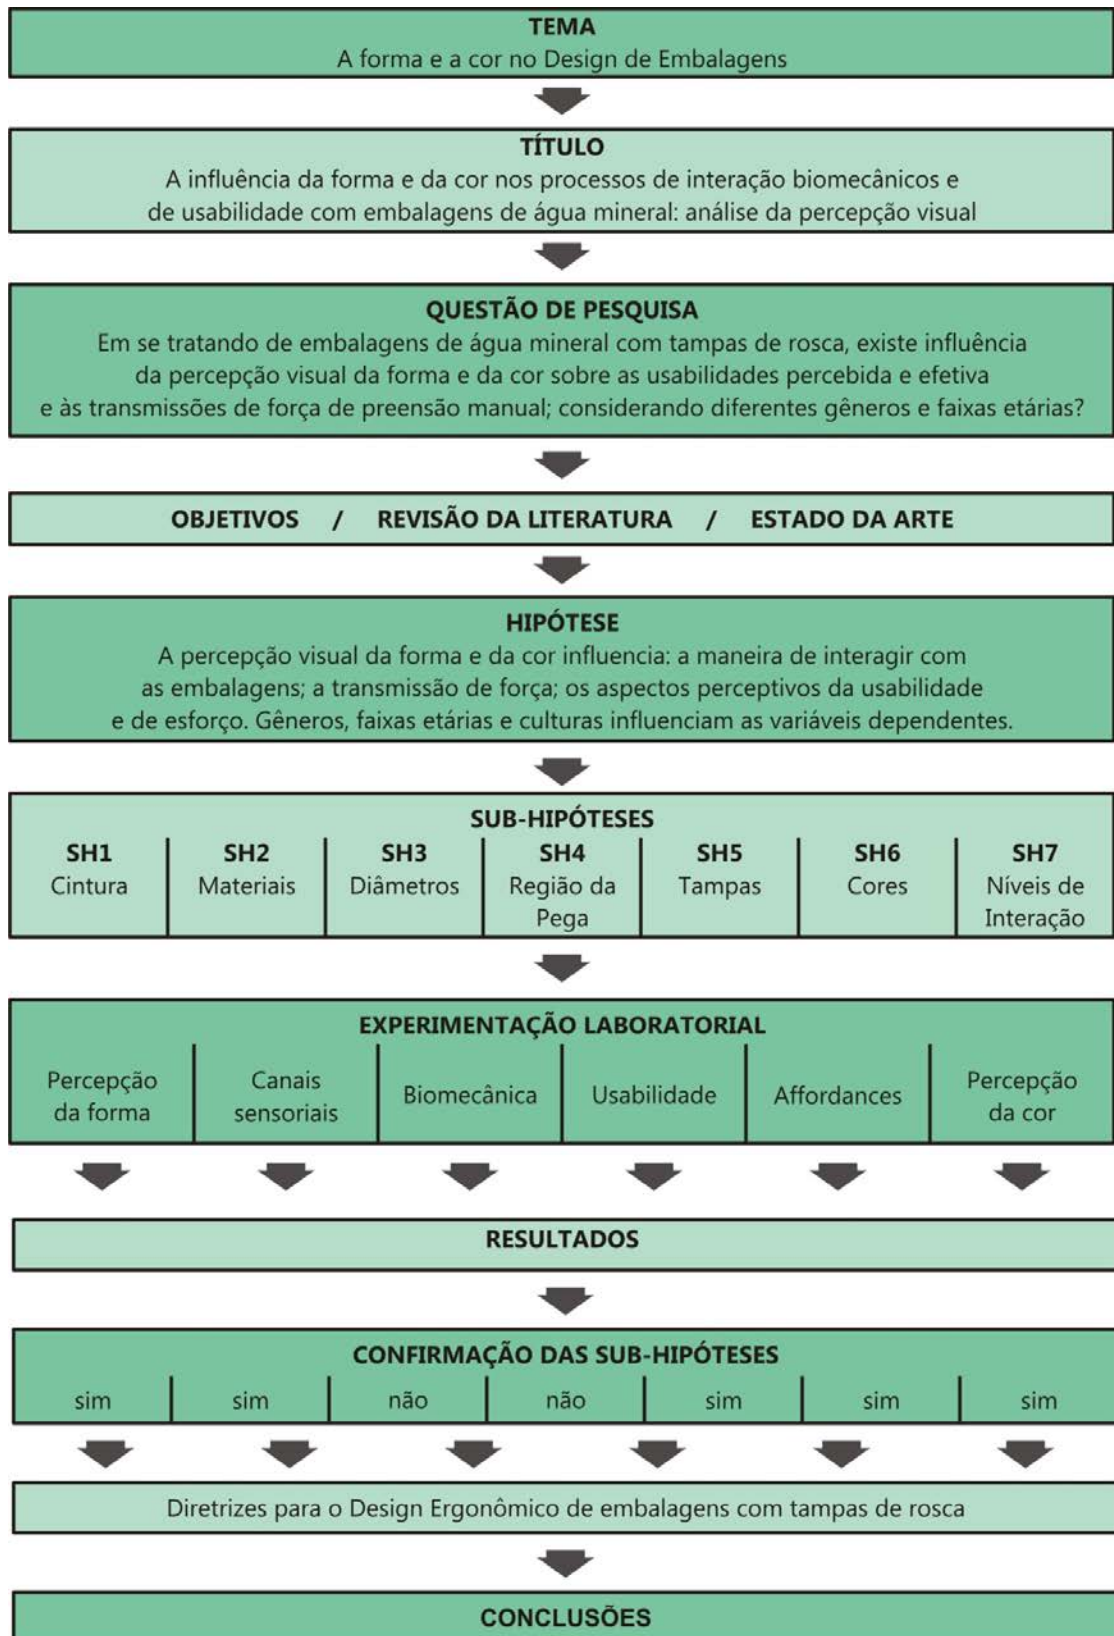 TEMA
A forma e a cor no Design de Embalagens
TÍTULO
A influência da forma e da cor nos processos de interação biomecânicos e
de usabilidade com embalagens de água mineral: análise da percepção visual
QUESTÃO DE PESQUISA
Em se tratando de embalagens de água mineral com tampas de rosca, existe influência
da percepção visual da forma e da cor sobre as usabilidades percebida e efetiva
e às transmissões de força de preensão manual; considerando diferentes gêneros e faixas etárias?
OBJETIVOS / REVISÃO DA LITERATURA / ESTADO DA ARTE
HIPÓTESE
A percepção visual da forma e da cor influencia: a maneira de interagir com
as embalagens; a transmissão de força; os aspectos perceptivos da usabilidade
e de esforço. Gêneros, faixas etárias e culturas influenciam as variáveis dependentes.
SUB-HIPÓTESES
SH1
Cintura
SH2
Materiais
SH3
Diâmetros
SH4
Região da
Pega
SH5
Tampas
SH6
Cores
SH7
Níveis de
Interação
EXPERIMENTAÇÃO LABORATORIAL
Percepção
da forma
Canais
sensoriais
Biomecânica
Usabilidade
Affordances
Percepção
da cor
RESULTADOS
CONFIRMAÇÃO DAS SUB-HIPÓTESES
sim
sim
não
não
sim
sim
sim
Diretrizes para o Design Ergonômico de embalagens com tampas de rosca
CONCLUSÕES